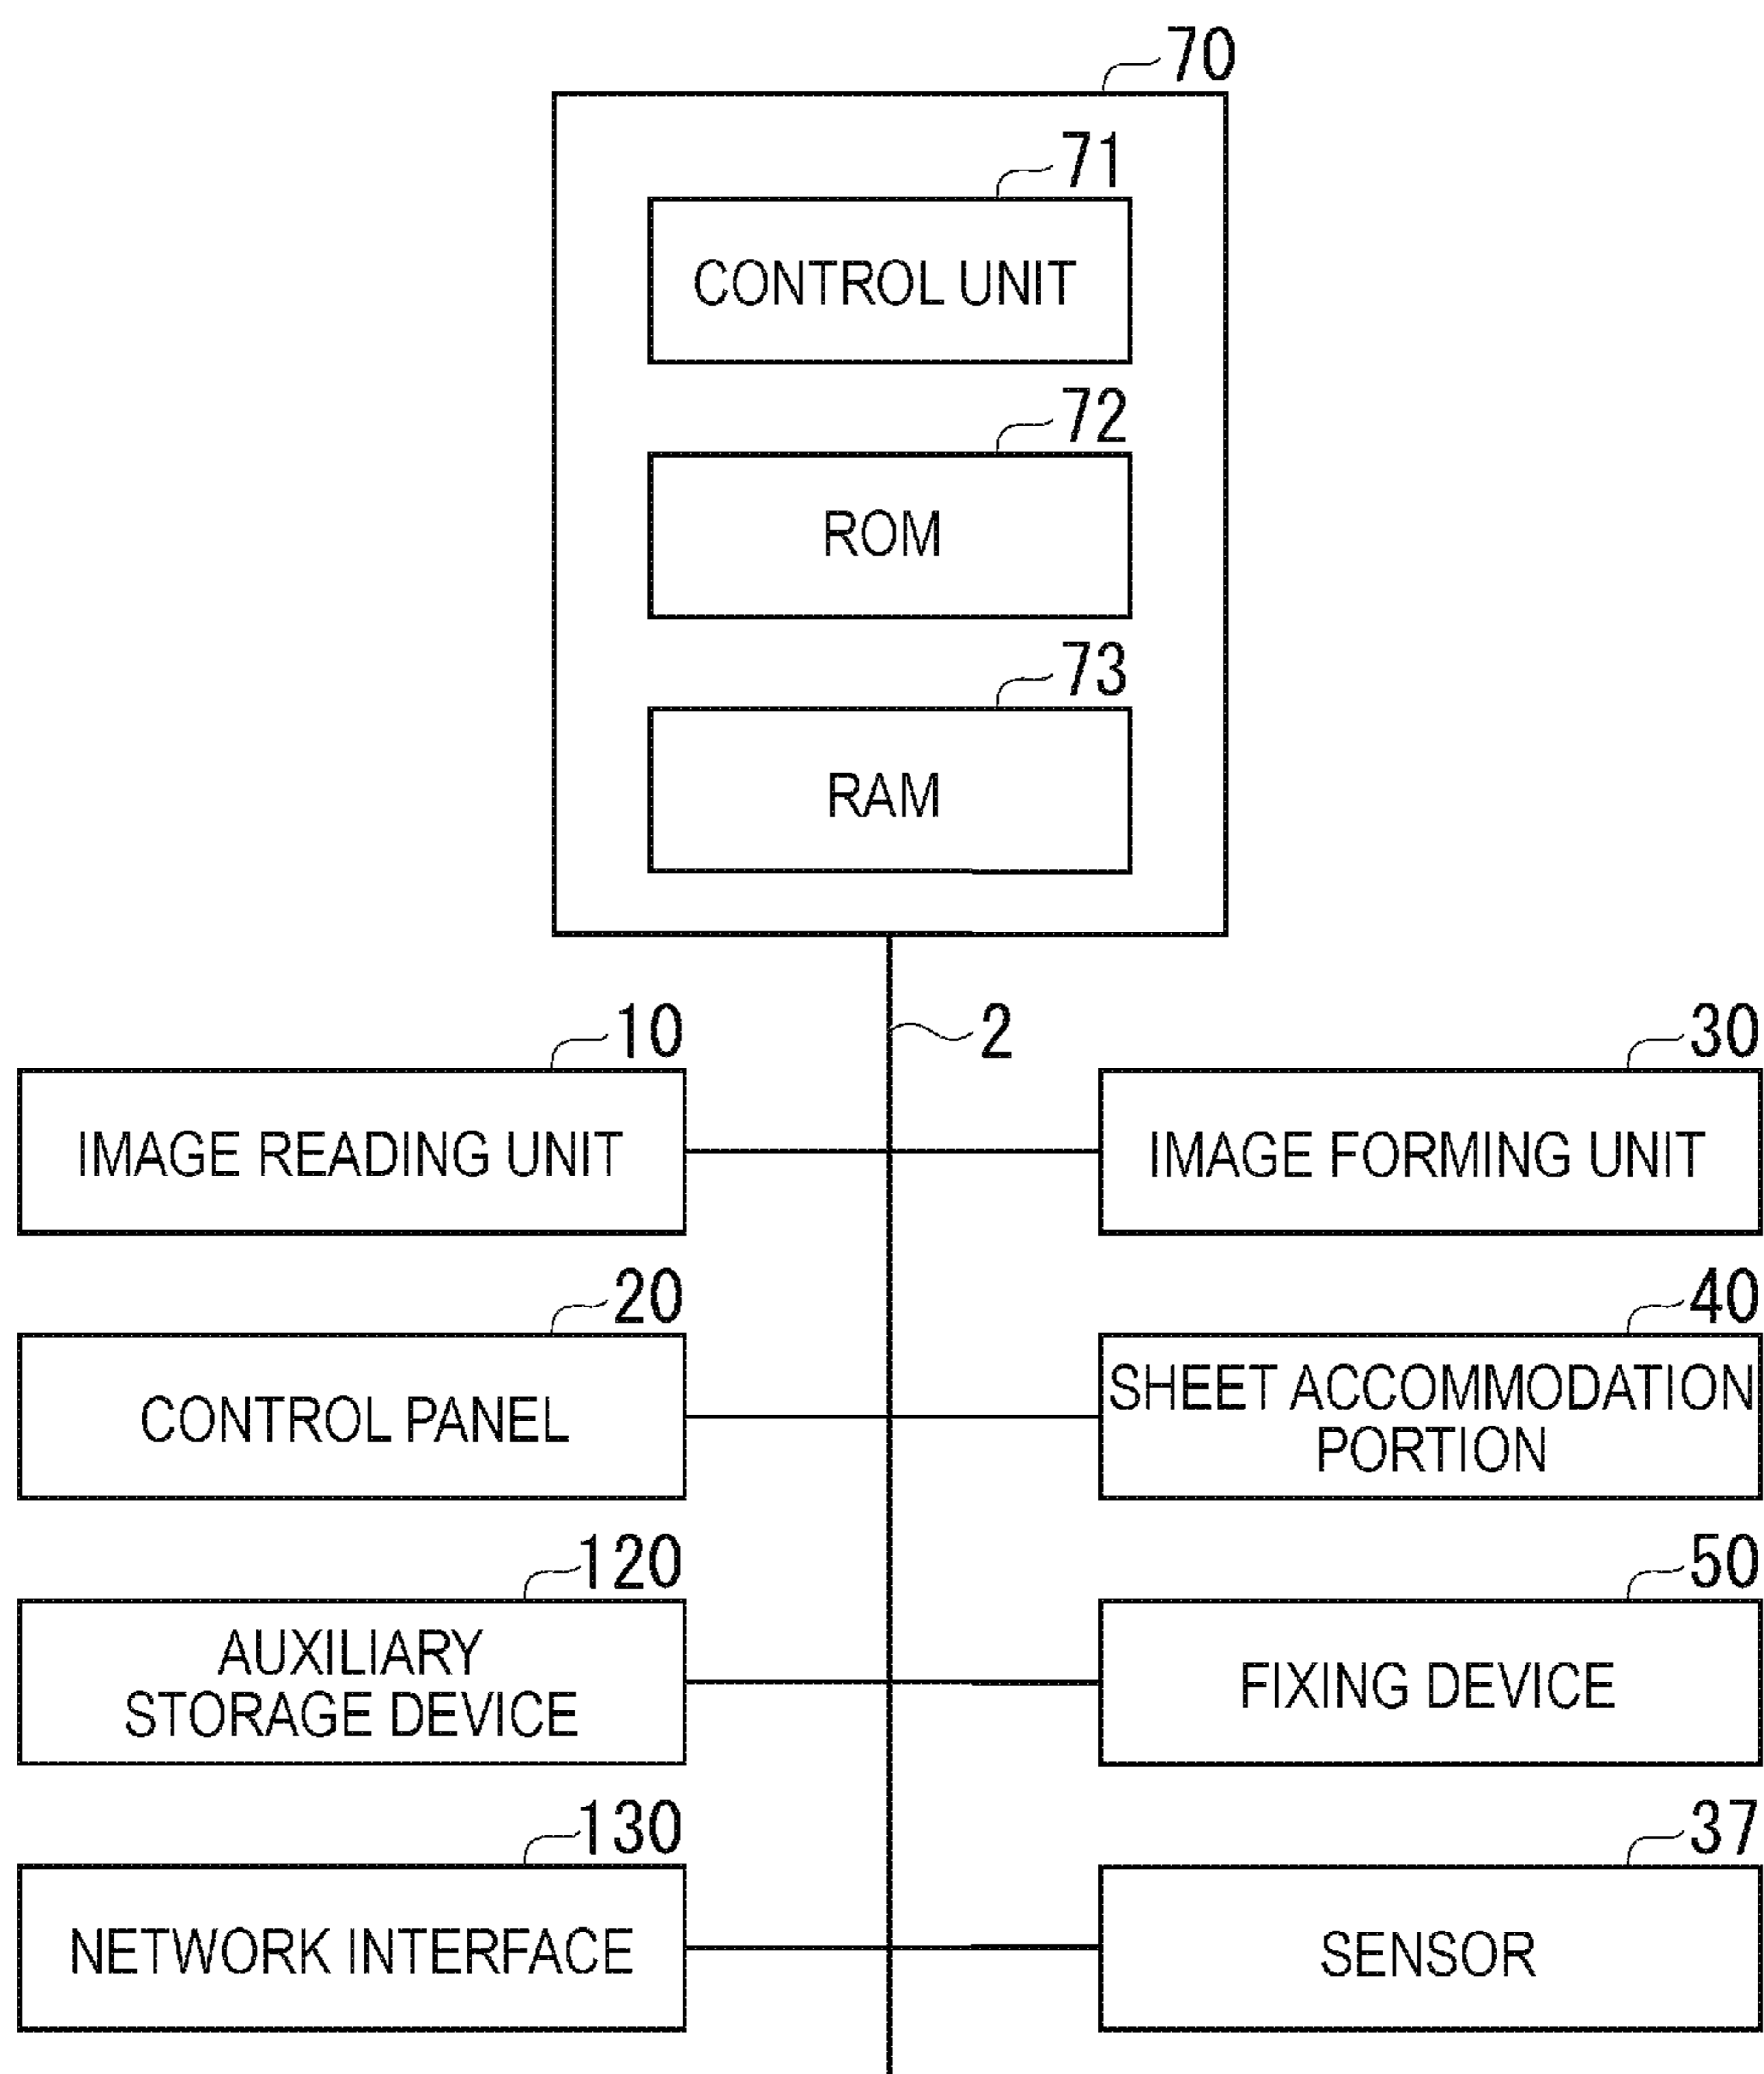 70
71
CONTROL UNIT
72
ROM
73
RAM
2
10
IMAGE READING UNIT
30
IMAGE FORMING UNIT
20
CONTROL PANEL
40
SHEET ACCOMMODATION
PORTION
120
AUXILIARY
STORAGE DEVICE
50
FIXING DEVICE
130
NETWORK INTERFACE
37
SENSOR